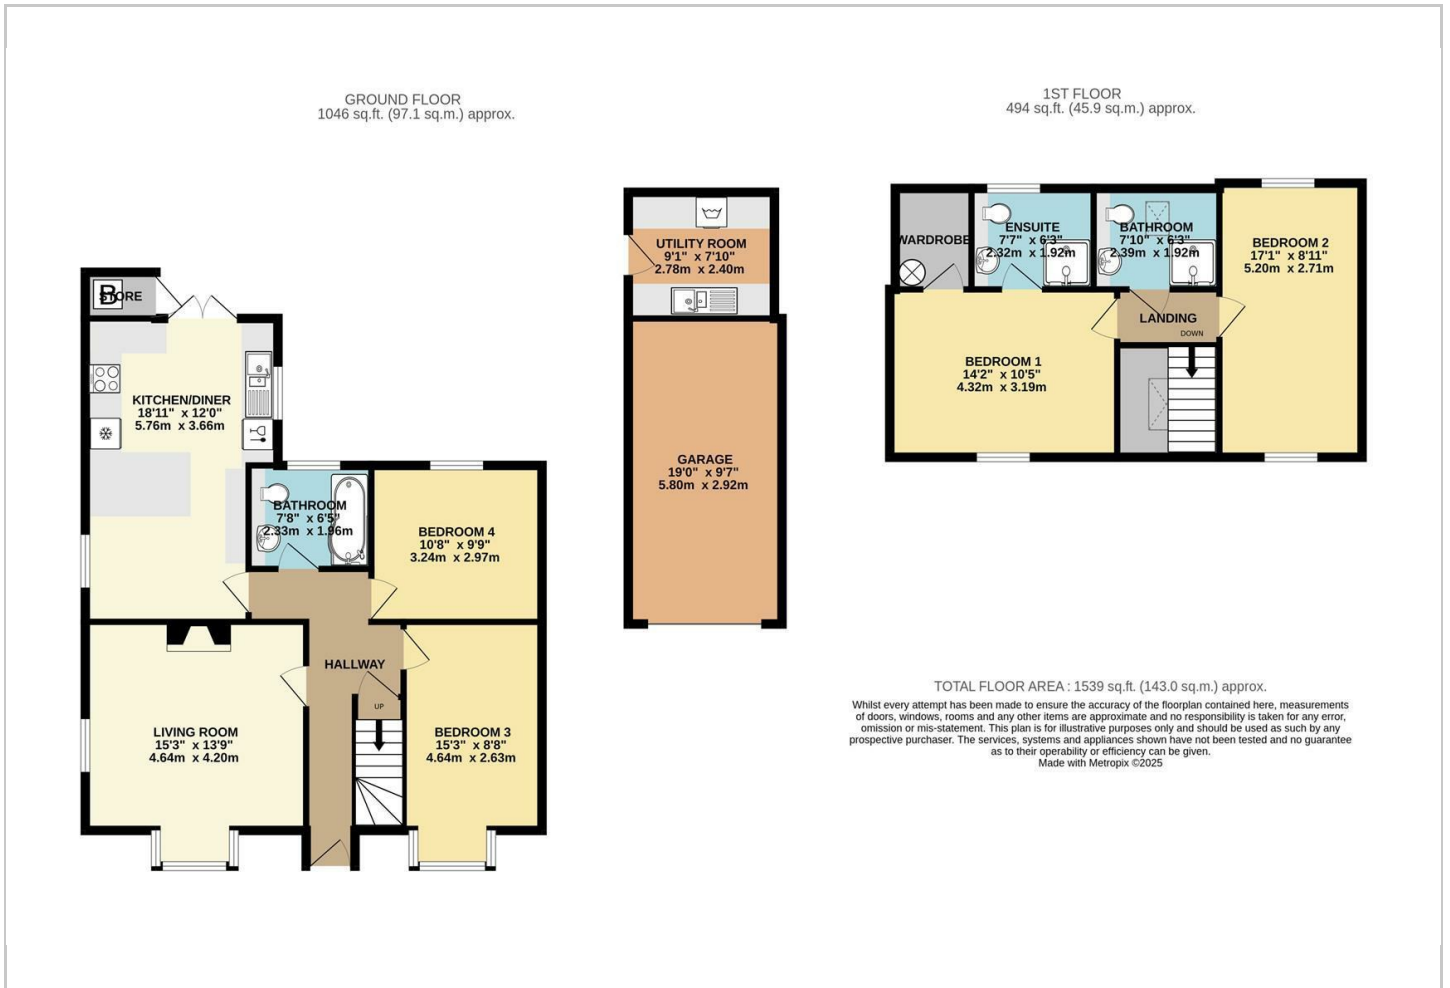 GROUND FLOOR
1046 sq.ft. (97.1 sq.m.) approx.
1ST FLOOR
494 sq.ft. (45.9 sq.m.) approx.
B
STORE
KITCHEN/DINER
18'11" x 12'0"
5.76m x 3.66m
BATHROOM
7'8" x 6'5"
2.33m x 1.96m
BEDROOM 4
10'8" x 9'9"
3.24m x 2.97m
HALLWAY
UP
LIVING ROOM
15'3" x 13'9"
4.64m x 4.20m
BEDROOM 3
15'3" x 8'8"
4.64m x 2.63m
UTILITY ROOM
9'1" x 7'10"
2.78m x 2.40m
GARAGE
19'0" x 9'7"
5.80m x 2.92m
WARDROBE
ENSUITE
7'7" x 6'3"
2.32m x 1.92m
BATHROOM
7'10" x 6'3"
2.39m x 1.92m
BEDROOM 2
17'1" x 8'11"
5.20m x 2.71m
LANDING
DOWN
BEDROOM 1
14'2" x 10'5"
4.32m x 3.19m
TOTAL FLOOR AREA : 1539 sq.ft. (143.0 sq.m.) approx.
Whilst every attempt has been made to ensure the accuracy of the floorplan contained here, measurements
of doors, windows, rooms and any other items are approximate and no responsibility is taken for any error,
omission or mis-statement. This plan is for illustrative purposes only and should be used as such by any
prospective purchaser. The services, systems and appliances shown have not been tested and no guarantee
as to their operability or efficiency can be given.
Made with Metropix ©2025